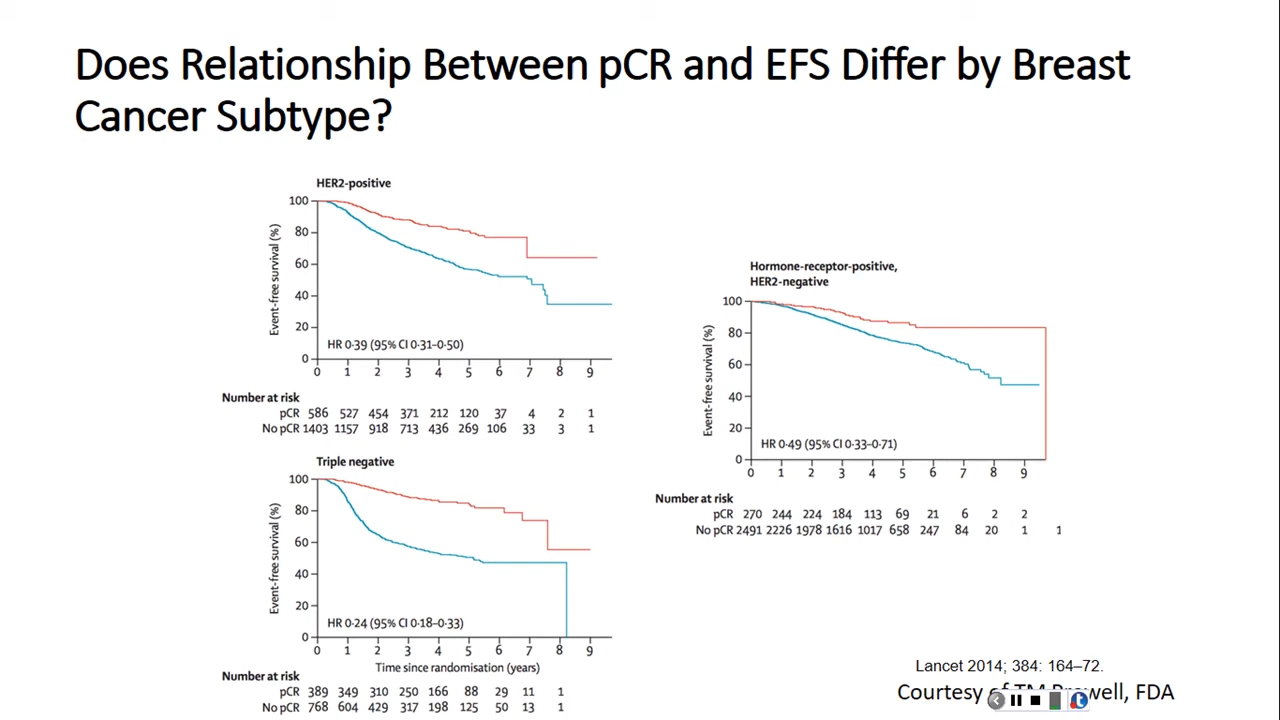 Does Relationship Between pCR and EFS Differ by Breast
Cancer Subtype?
HER2-positive
100
80
60
40
20
0
Event-free survival (%)
HR 0·39 (95% CI 0·31–0·50)
0 1 2 3 4 5 6 7 8 9
Number at risk
pCR 586 527 454 371 212 120 37 4 2 1
No pCR 1403 1157 918 713 436 269 106 33 3 1
Triple negative
100
80
60
40
20
0
Event-free survival (%)
HR 0·24 (95% CI 0·18–0·33)
0 1 2 3 4 5 6 7 8 9
Time since randomisation (years)
Number at risk
pCR 389 349 310 250 166 88 29 11 1
No pCR 768 604 429 317 198 125 50 13 1
Hormone-receptor-positive,
HER2-negative
100
80
60
40
20
0
Event-free survival (%)
HR 0·49 (95% CI 0·33–0·71)
0 1 2 3 4 5 6 7 8 9
Number at risk
pCR 270 244 224 184 113 69 21 6 2 2
No pCR 2491 2226 1978 1616 1017 658 247 84 20 1 1
Lancet 2014; 384: 164–72.
Courtesy of TM FDA